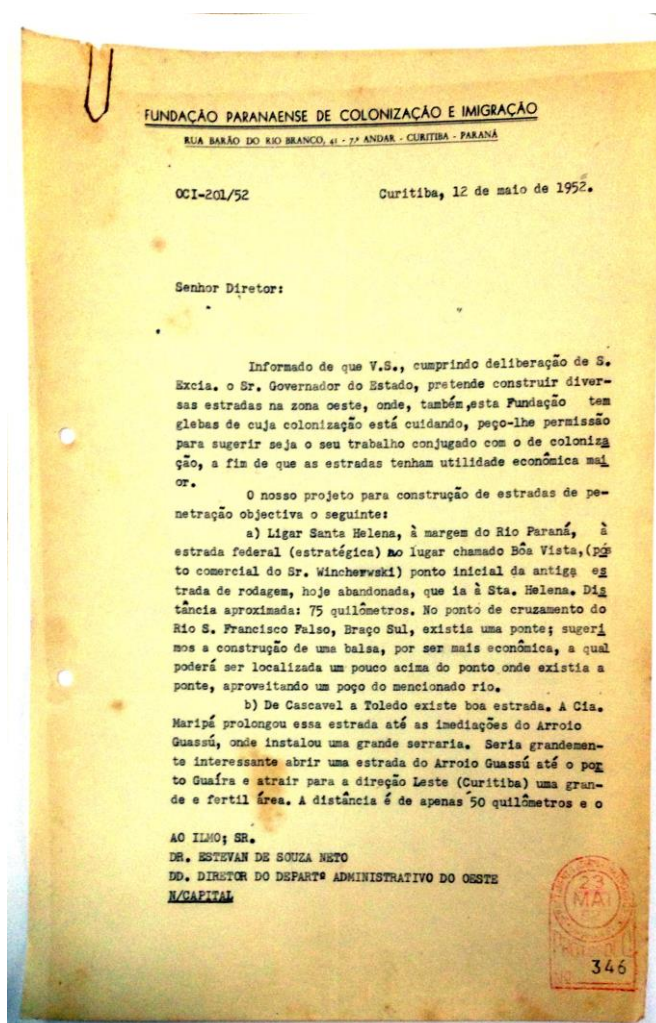 FUNDAÇÃO PARANAENSE DE COLONIZAÇÃO E IMIGRAÇÃO
RUA BARÃO DO RIO BRANCO, 41 - 7.º ANDAR - CURITIBA - PARANÁ
OCI-201/52 Curitiba, 12 de maio de 1952.
Senhor Diretor:
Informado de que V.S., cumprindo deliberação de S.
Excia. o Sr. Governador do Estado, pretende construir diver-
sas estradas na zona oeste, onde, também,esta Fundação tem
glebas de cuja colonização está cuidando, peço-lhe permissão
para sugerir seja o seu trabalho conjugado com o de coloniza
ção, a fim de que as estradas tenham utilidade econômica mai
or.
O nosso projeto para construção de estradas de pe-
netração objectiva o seguinte:
a) Ligar Santa Helena, à margem do Rio Paraná, à
estrada federal (estratégica) no lugar chamado Bôa Vista,(pôs
to comercial do Sr. Wincherwski) ponto inicial da antiga es
trada de rodagem, hoje abandonada, que ia à Sta. Helena. Dis
tância aproximada: 75 quilômetros. No ponto de cruzamento do
Rio S. Francisco Falso, Braço Sul, existia uma ponte; sugeri
mos a construção de uma balsa, por ser mais econômica, a qual
poderá ser localizada um pouco acima do ponto onde existia a
ponte, aproveitando um poço do mencionado rio.
b) De Cascavel a Toledo existe boa estrada. A Cia.
Maripá prolongou essa estrada até as imediações do Arroio
Guassú, onde instalou uma grande serraria. Seria grandemen-
te interessante abrir uma estrada do Arroio Guassú até o por
to Guaíra e atrair para a direção Leste (Curitiba) uma gran-
de e fertil área. A distância é de apenas 50 quilômetros e o
AO ILMO; SR.
DR. ESTEVAN DE SOUZA NETO
DD. DIRETOR DO DEPARTº ADMINISTRATIVO DO OESTE
N/CAPITAL
23
MAI
346